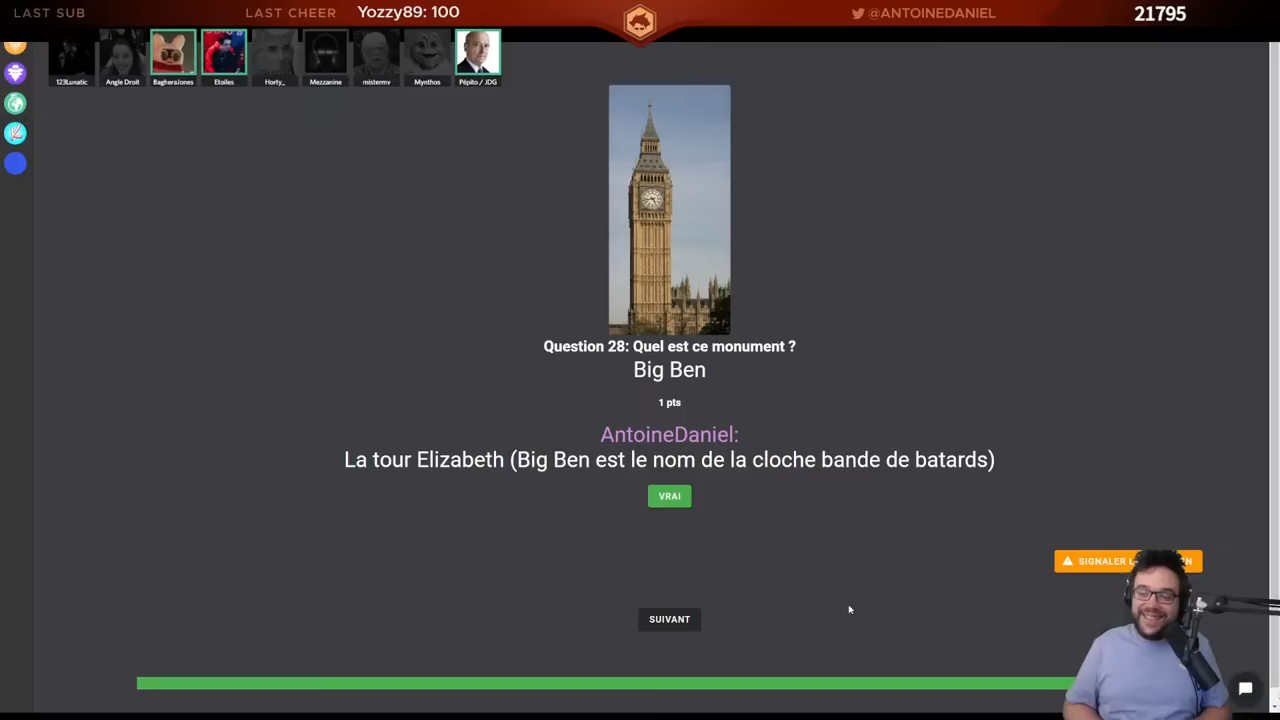 LAST SUB
LAST CHEER Yozzy89: 100
@ANTOINEDANIEL
21795
123Lunatic
Angle Droit
BagheraJones
Etoiles
Horty_
Mezzanine
mistermv
Mynthos
Pépito / JDG
Question 28: Quel est ce monument ?
Big Ben
1 pts
AntoineDaniel:
La tour Elizabeth (Big Ben est le nom de la cloche bande de batards)
VRAI
SIGNALER
SUIVANT